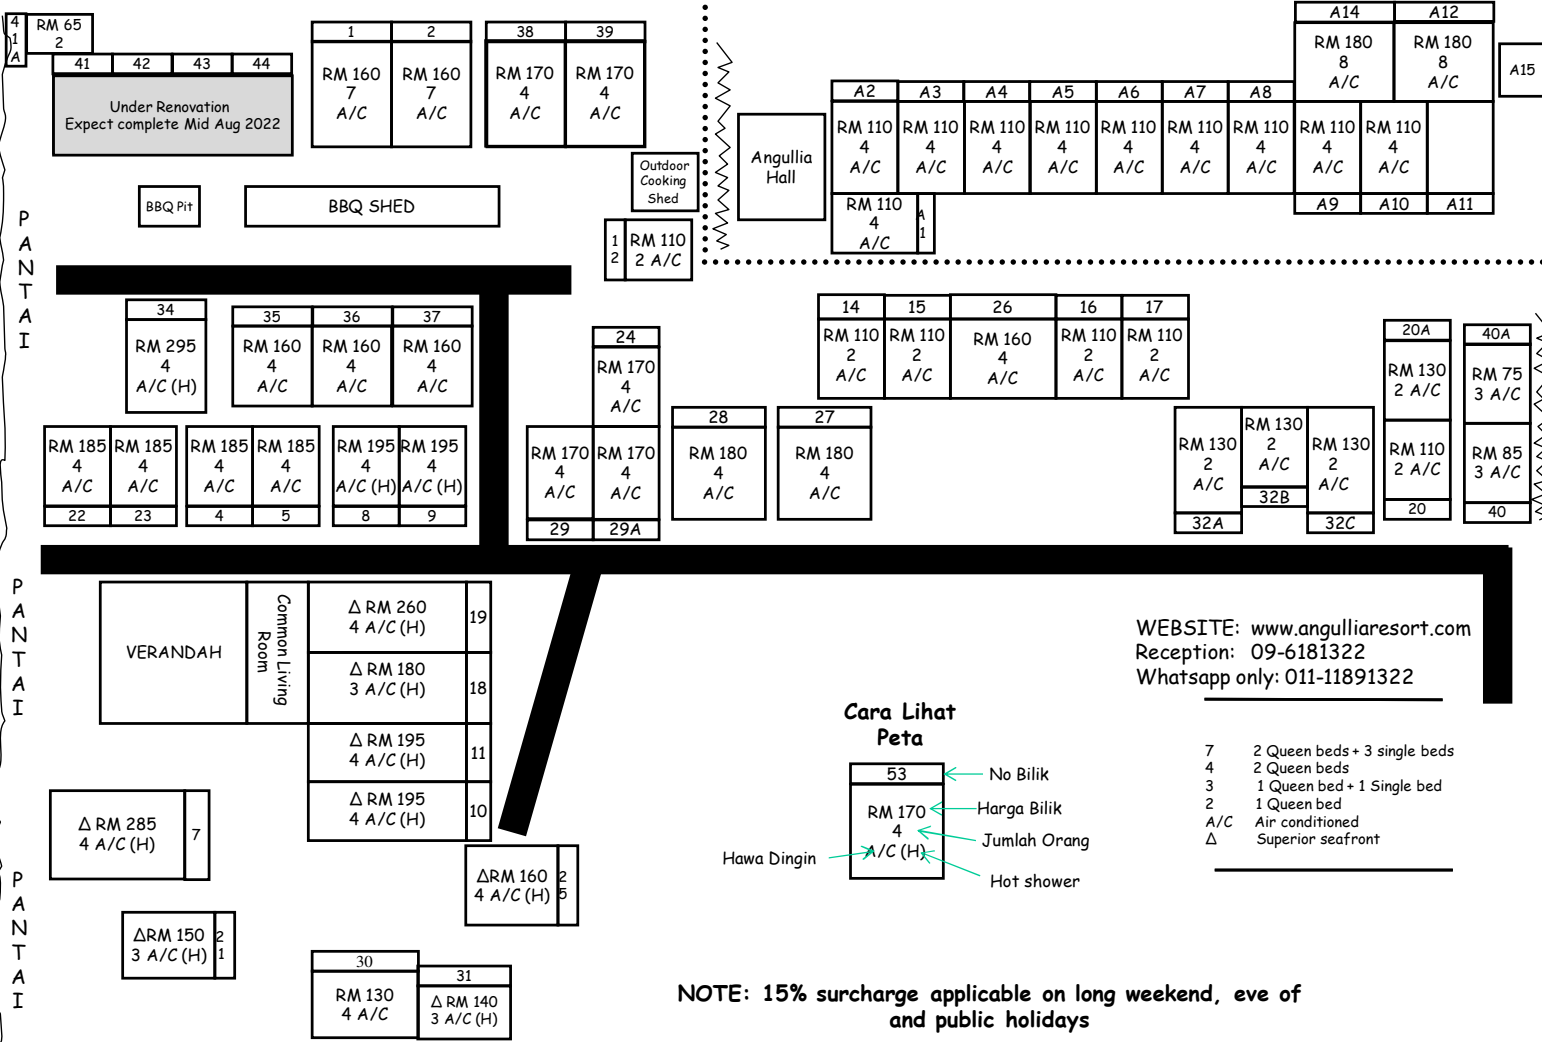 4
1
A
RM 65
2
41
42
43
44
Under Renovation
Expect complete Mid Aug 2022
1
2
RM 160
7
A/C
RM 160
7
A/C
38
39
RM 170
4
A/C
RM 170
4
A/C
BBQ Pit
BBQ SHED
Outdoor
Cooking
Shed
1
2
RM 110
2 A/C
Angullia
Hall
A14
A12
RM 180
8
A/C
RM 180
8
A/C
A15
A2
A3
A4
A5
A6
A7
A8
RM 110
4
A/C
RM 110
4
A/C
RM 110
4
A/C
RM 110
4
A/C
RM 110
4
A/C
RM 110
4
A/C
RM 110
4
A/C
RM 110
4
A/C
RM 110
4
A/C
A9
A10
A11
RM 110
4
A/C
A
1
P
A
N
T
A
I
34
RM 295
4
A/C (H)
35
36
37
RM 160
4
A/C
RM 160
4
A/C
RM 160
4
A/C
24
RM 170
4
A/C
14
15
26
16
17
RM 110
2
A/C
RM 110
2
A/C
RM 160
4
A/C
RM 110
2
A/C
RM 110
2
A/C
20A
RM 130
2 A/C
RM 110
2 A/C
20
40A
RM 75
3 A/C
RM 85
3 A/C
40
RM 185
4
A/C
RM 185
4
A/C
22
23
RM 185
4
A/C
RM 185
4
A/C
4
5
RM 195
4
A/C (H)
RM 195
4
A/C (H)
8
9
RM 170
4
A/C
RM 170
4
A/C
29
29A
28
RM 180
4
A/C
27
RM 180
4
A/C
RM 130
2
A/C
32A
RM 130
2
A/C
32B
RM 130
2
A/C
32C
P
A
N
T
A
I
VERANDAH
Common Living
Room
Δ RM 260
4 A/C (H)
19
Δ RM 180
3 A/C (H)
18
Δ RM 195
4 A/C (H)
11
Δ RM 195
4 A/C (H)
10
WEBSITE: www.angulliaresort.com
Reception: 09-6181322
Whatsapp only: 011-11891322
Cara Lihat
Peta
53
RM 170
4
A/C (H)
No Bilik
Harga Bilik
Jumlah Orang
Hawa Dingin
Hot shower
7 2 Queen beds + 3 single beds
4 2 Queen beds
3 1 Queen bed + 1 Single bed
2 1 Queen bed
A/C Air conditioned
Δ Superior seafront
Δ RM 285
4 A/C (H)
7
ΔRM 160
4 A/C (H)
2
5
P
A
N
T
A
I
ΔRM 150
3 A/C (H)
2
1
30
RM 130
4 A/C
31
Δ RM 140
3 A/C (H)
NOTE: 15% surcharge applicable on long weekend, eve of
and public holidays